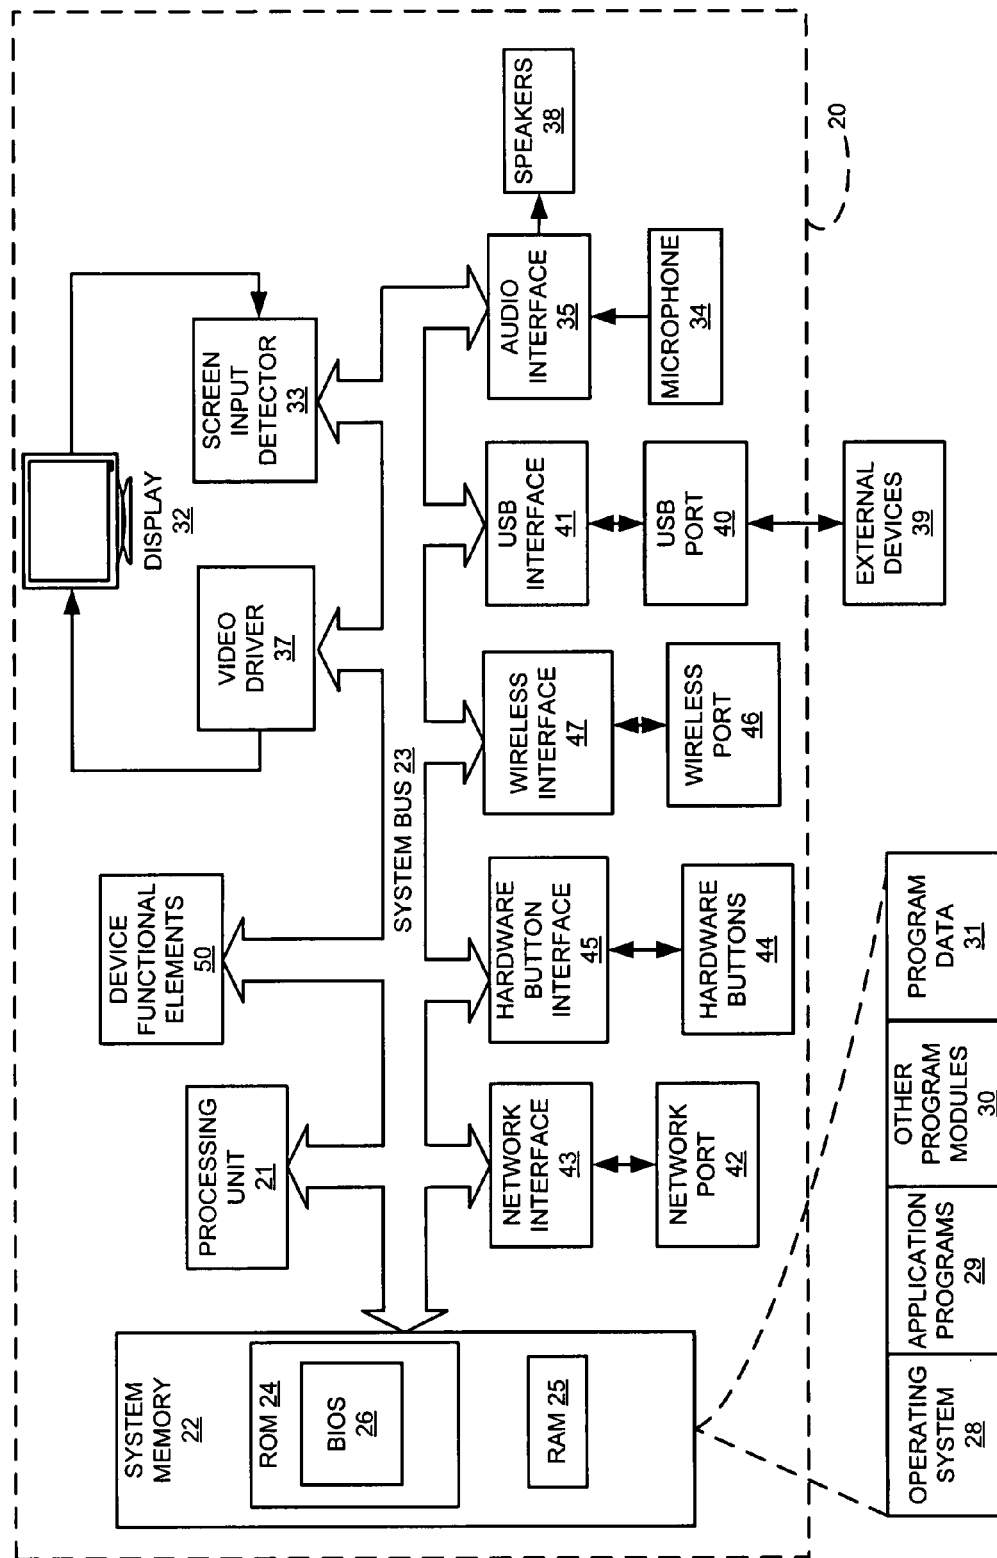 SYSTEM
MEMORY
22
ROM 24
BIOS
26
RAM 25
PROCESSING
UNIT
21
DEVICE
FUNCTIONAL
ELEMENTS
50
VIDEO
DRIVER
37
DISPLAY
32
SCREEN
INPUT
DETECTOR
33
SYSTEM BUS 23
NETWORK
INTERFACE
43
HARDWARE
BUTTON
INTERFACE
45
WIRELESS
INTERFACE
47
USB
INTERFACE
41
AUDIO
INTERFACE
35
SPEAKERS
38
NETWORK
PORT
42
HARDWARE
BUTTONS
44
WIRELESS
PORT
46
USB
PORT
40
MICROPHONE
34
20
OPERATING
SYSTEM
28
APPLICATION
PROGRAMS
29
OTHER
PROGRAM
MODULES
30
PROGRAM
DATA
31
EXTERNAL
DEVICES
39